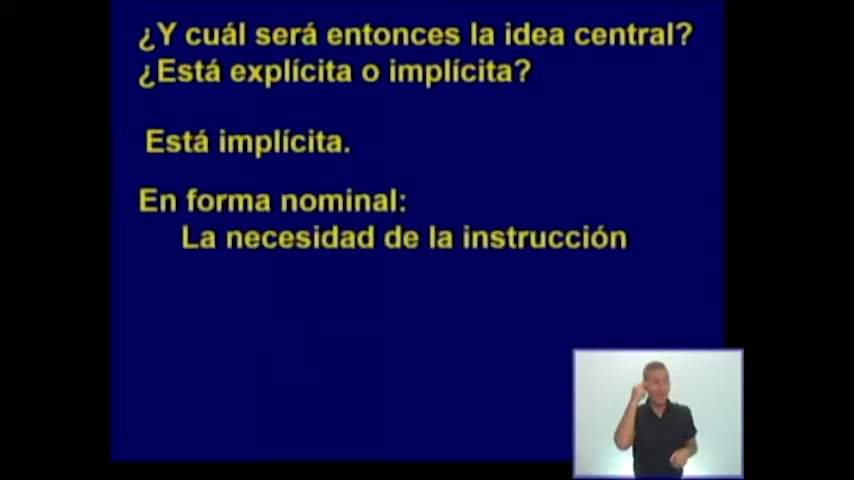 ¿Y cuál será entonces la idea central?
¿Está explícita o implícita?
Está implícita.
En forma nominal:
La necesidad de la instrucción